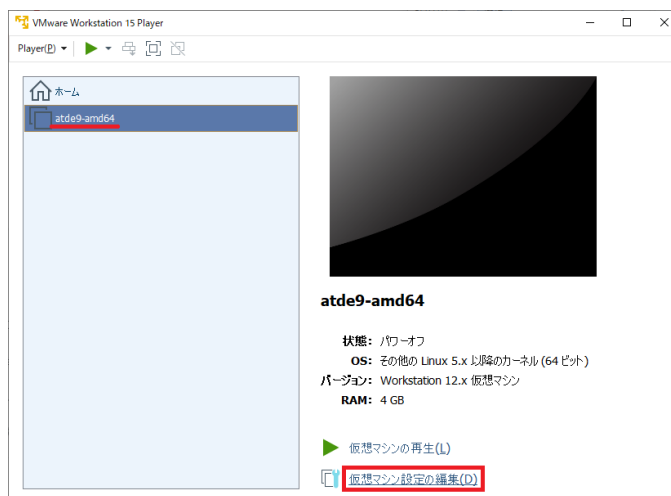 VMware Workstation 15 Player
Player(P)
ホーム
atde9-amd64
atde9-amd64
状態: パワーオフ
OS: その他の Linux 5.x 以降のカーネル (64 ビット)
バージョン: Workstation 12.x 仮想マシン
RAM: 4 GB
仮想マシンの再生(L)
仮想マシン設定の編集(D)